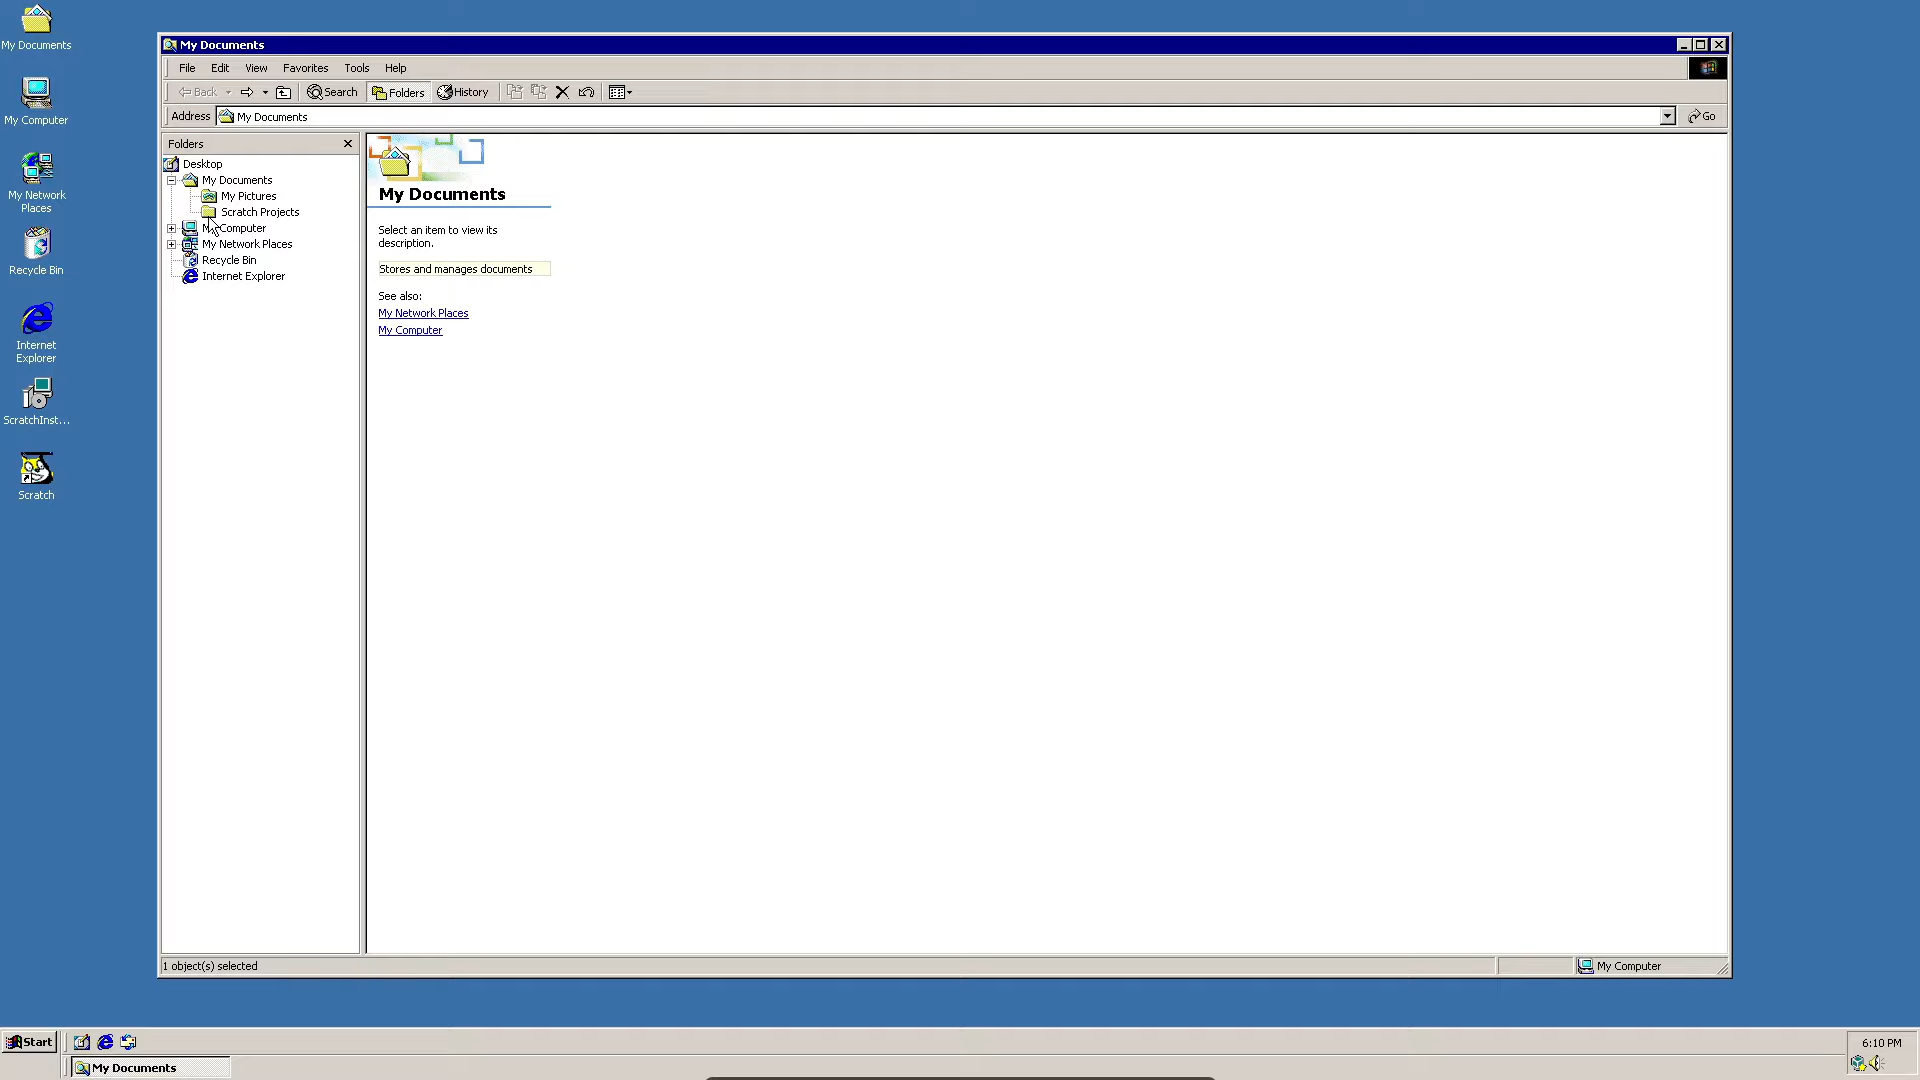 My Documents
My Computer
My Network
Places
Recycle Bin
Internet
Explorer
ScratchInst...
Scratch
My Documents
File Edit View Favorites Tools Help
Back Search Folders History
Address My Documents Go
Folders
Desktop
My Documents
My Pictures
Scratch Projects
My Computer
My Network Places
Recycle Bin
Internet Explorer
My Documents
Select an item to view its
description.
Stores and manages documents
See also:
My Network Places
My Computer
1 object(s) selected
My Computer
Start
My Documents
6:10 PM